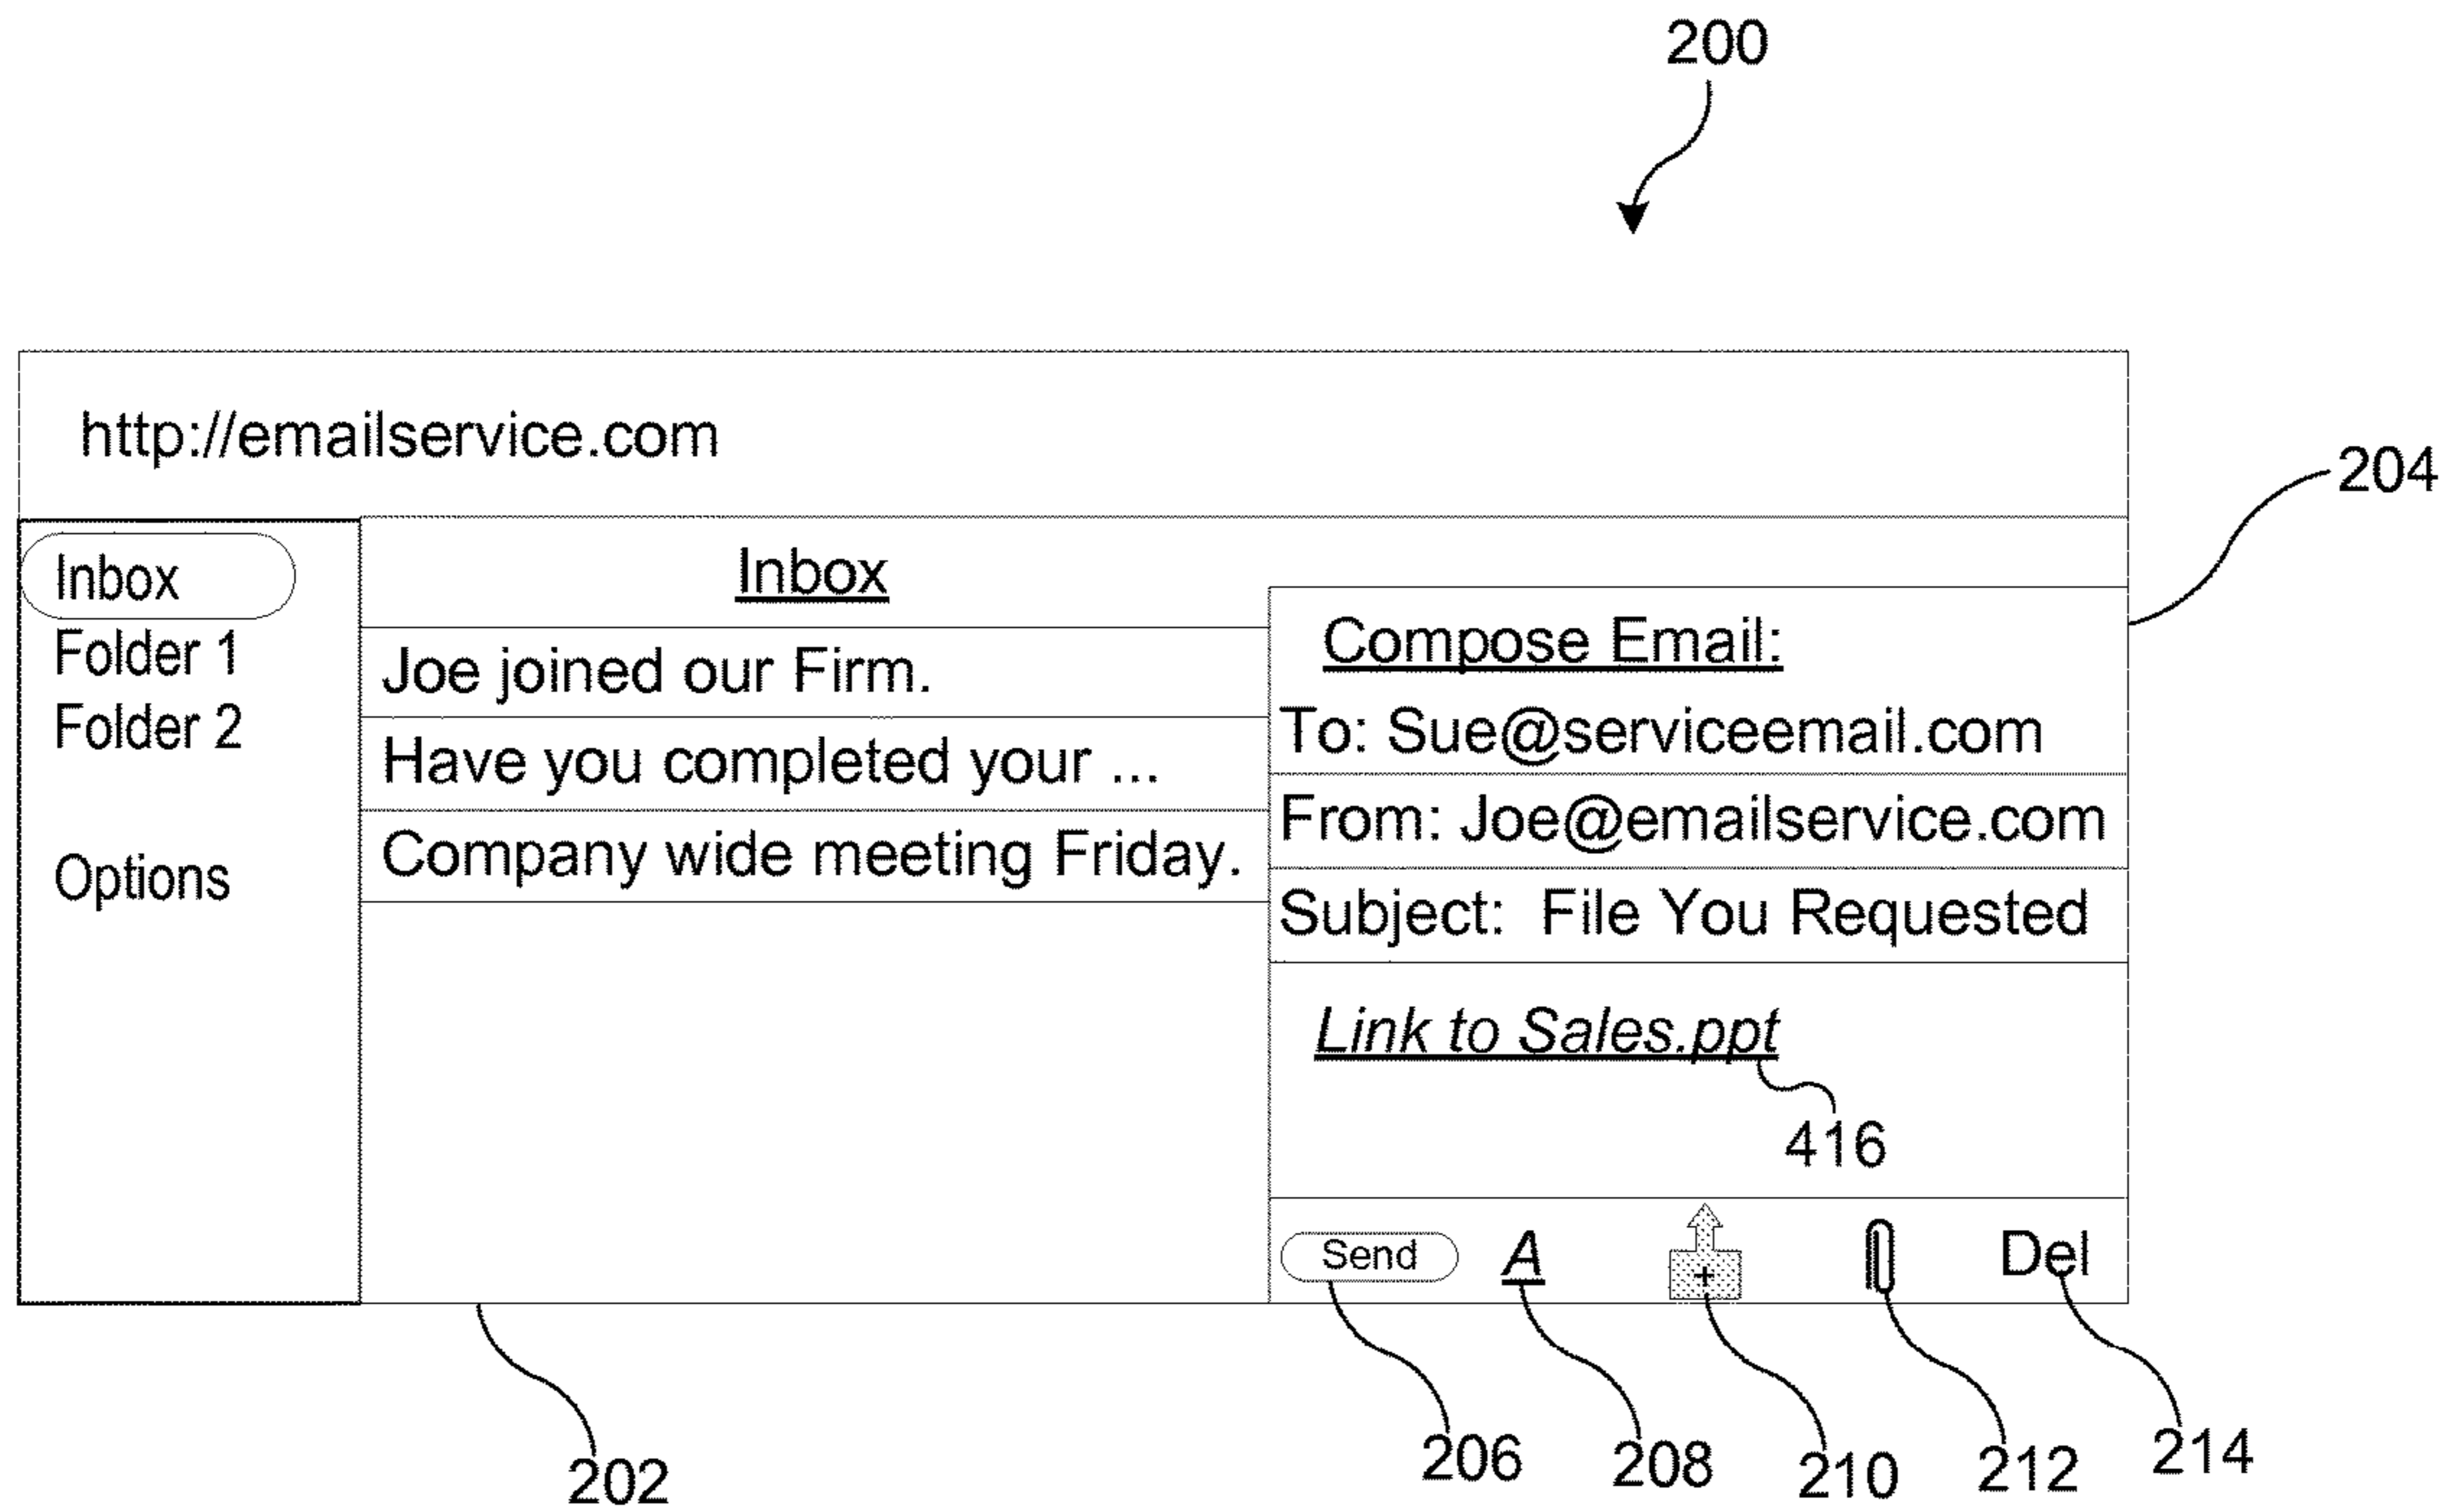 200
http://emailservice.com
204
Inbox
Folder 1
Folder 2
Options
Inbox
Joe joined our Firm.
Have you completed your ...
Company wide meeting Friday.
Compose Email:
To: Sue@serviceemail.com
From: Joe@emailservice.com
Subject: File You Requested
Link to Sales.ppt
416
Send A + Del
202 206 208 210 212 214